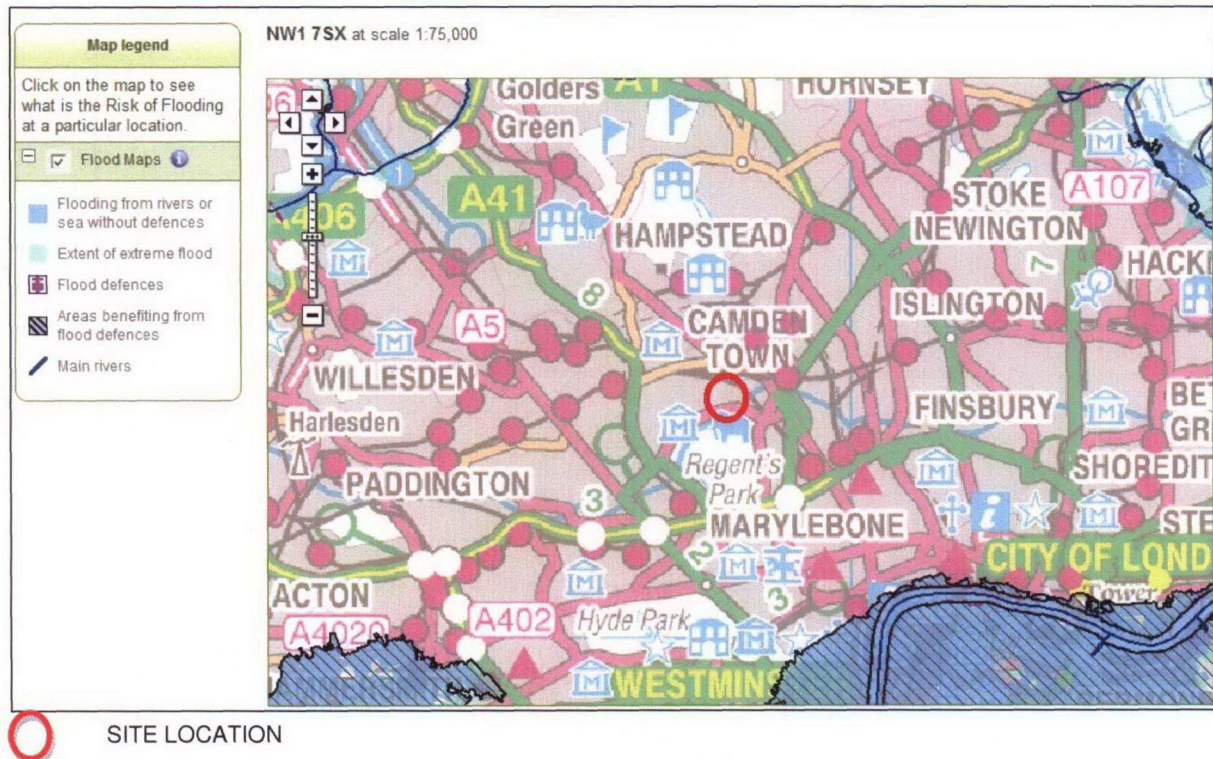 Map legend
Click on the map to see
what is the Risk of Flooding
at a particular location.
Flood Maps
Flooding from rivers or
sea without defences
Extent of extreme flood
Flood defences
Areas benefiting from
flood defences
Main rivers
NW1 7SX at scale 1:75,000
Golders
Green
A1
HORNSEY
A406
A41
1
HAMPSTEAD
STOKE
NEWINGTON
A107
HACK
7
8
ISLINGTON
A5
CAMDEN
TOWN
WILLESDEN
Harlesden
FINSBURY
BET
GRE
Regent's
Park
SHOREDIT
PADDINGTON
3
MARYLEBONE
STE
CITY OF LOND
Tower
2
3
ACTON
A4020
A402
Hyde Park
WESTMINS
SITE LOCATION